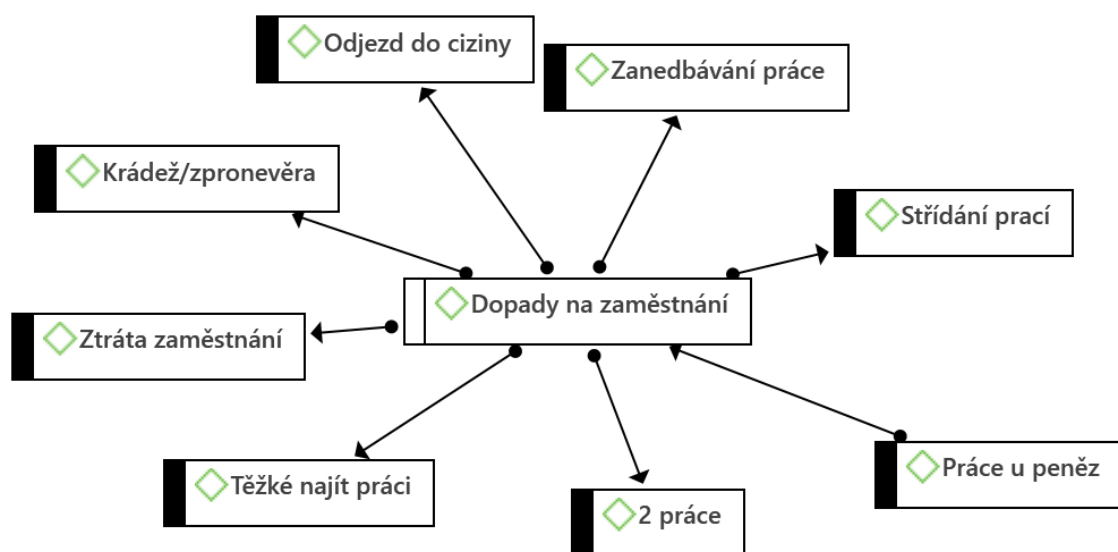 Odjezd do ciziny
Zanedbávání práce
Krádež/zpronevěra
Střídání prací
Dopady na zaměstnání
Ztráta zaměstnání
Těžké najít práci
Práce u peněz
2 práce